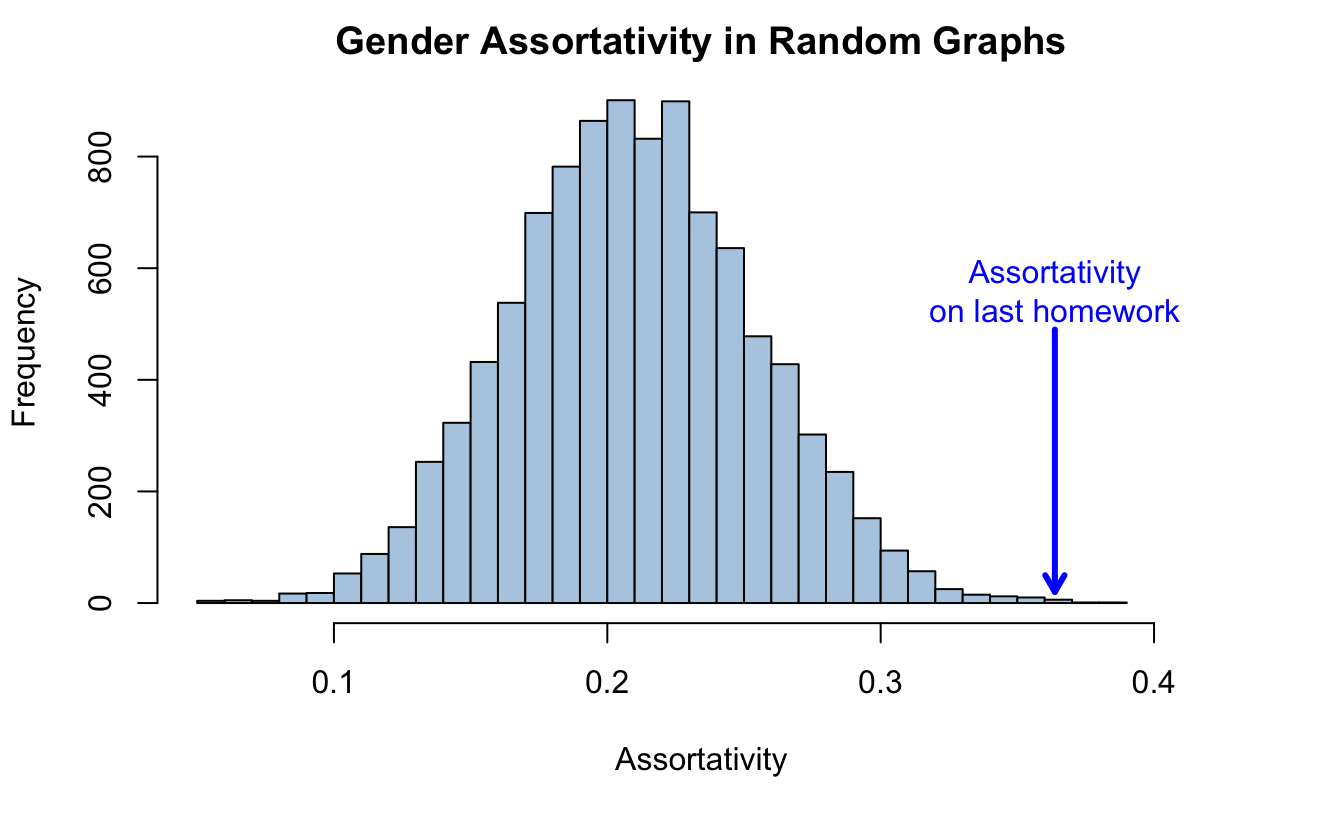 Gender Assortativity in Random Graphs
800
600
400
200
0
Frequency
Assortativity
on last homework
0.1
0.2
0.3
0.4
Assortativity